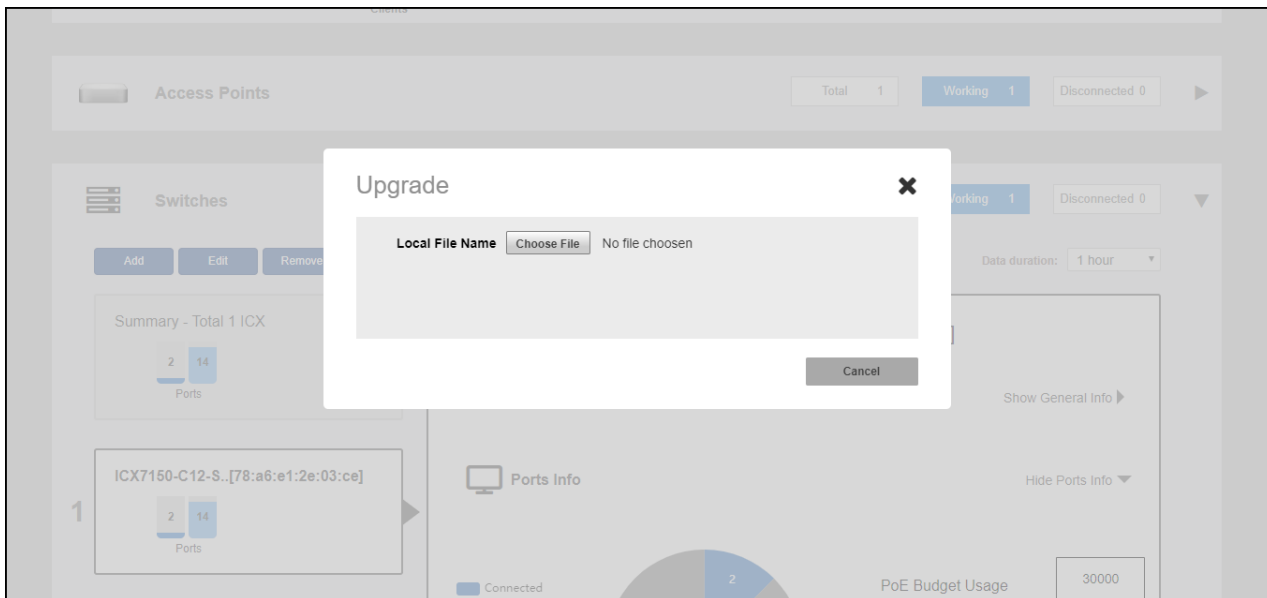 Clients
Access Points
Total 1
Working 1
Disconnected 0
Upgrade
Switches
Working 1
Disconnected 0
Local File Name Choose File No file choosen
Add
Edit
Remove
Data duration: 1 hour
Summary - Total 1 ICX
]
2
14
Ports
Cancel
Show General Info
ICX7150-C12-S..[78:a6:e1:2e:03:ce]
Ports Info
Hide Ports Info
1
2
14
Ports
2
Connected
PoE Budget Usage
30000